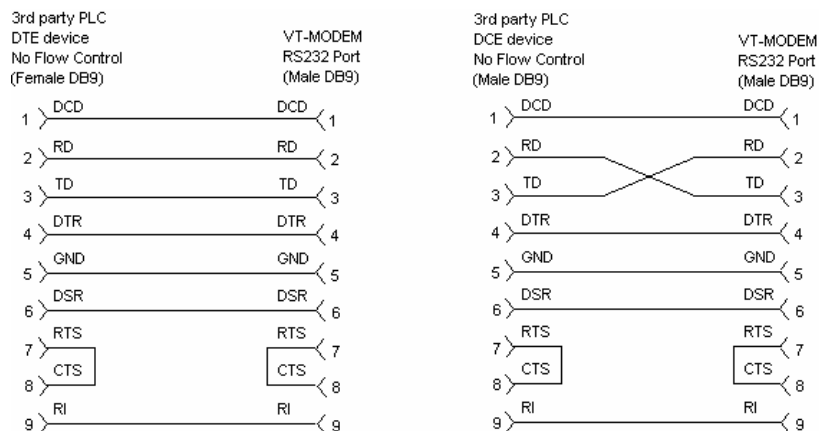 3rd party PLC
DTE device
No Flow Control
(Female DB9)
VT-MODEM
RS232 Port
(Male DB9)
1 DCD DCD 1
2 RD RD 2
3 TD TD 3
4 DTR DTR 4
5 GND GND 5
6 DSR DSR 6
7 RTS RTS 7
8 CTS CTS 8
9 RI RI 9
3rd party PLC
DCE device
No Flow Control
(Male DB9)
VT-MODEM
RS232 Port
(Male DB9)
1 DCD DCD 1
2 RD RD 2
3 TD TD 3
4 DTR DTR 4
5 GND GND 5
6 DSR DSR 6
7 RTS RTS 7
8 CTS CTS 8
9 RI RI 9